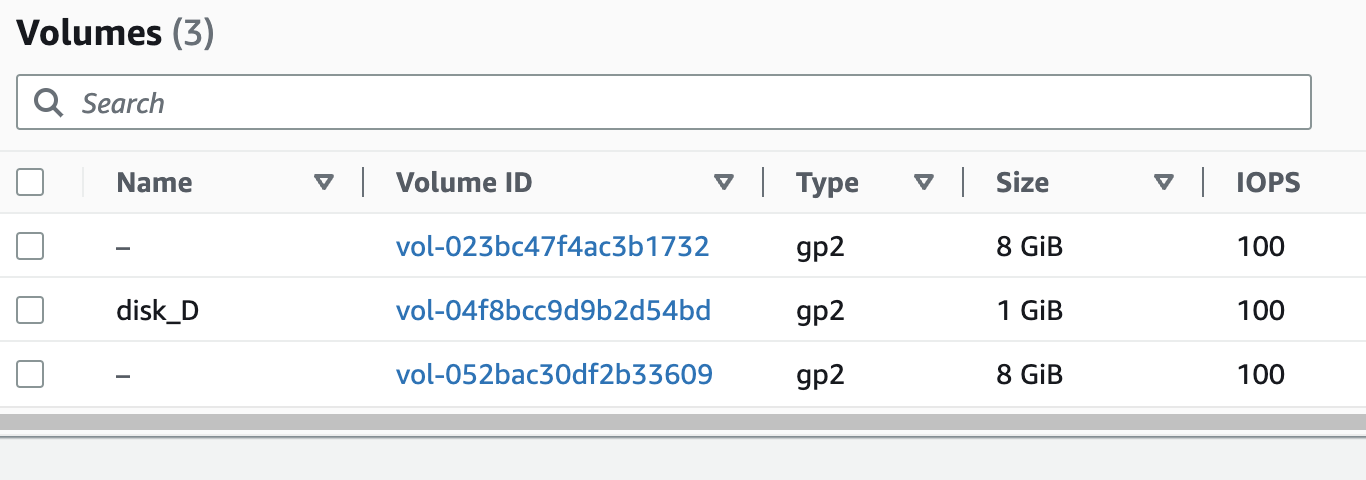 Volumes (3)
Search
Name Volume ID Type Size IOPS
– vol-023bc47f4ac3b1732 gp2 8 GiB 100
disk_D vol-04f8bcc9d9b2d54bd gp2 1 GiB 100
– vol-052bac30df2b33609 gp2 8 GiB 100